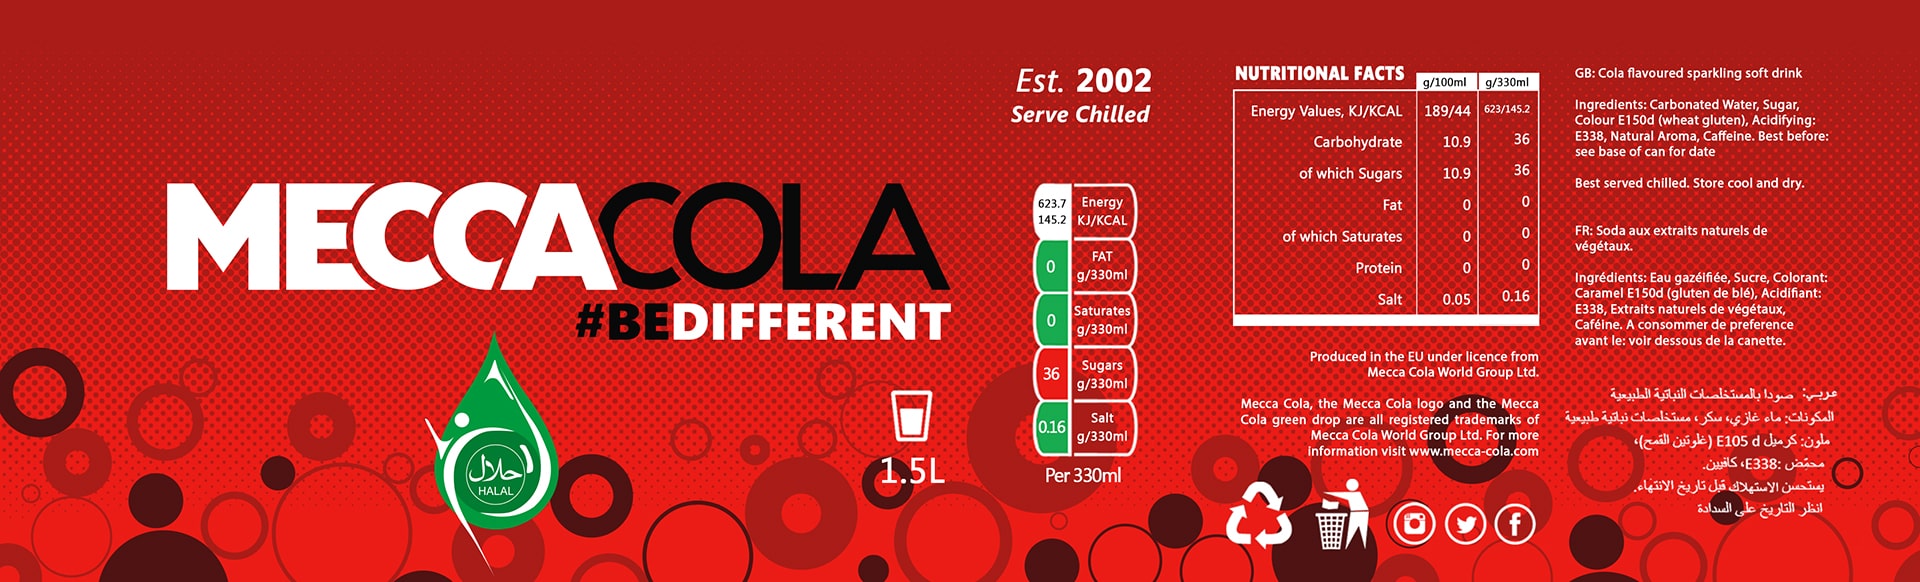 MECCACOLA
#BEDIFFERENT
حلال
HALAL
1.5L
Est. 2002
Serve Chilled
623.7 Energy
145.2 KJ/KCAL
0 FAT g/330ml
0 Saturates g/330ml
36 Sugars g/330ml
0.16 Salt g/330ml
Per 330ml
NUTRITIONAL FACTS g/100ml g/330ml
Energy Values, KJ/KCAL 189/44 623/145.2
Carbohydrate 10.9 36
of which Sugars 10.9 36
Fat 0 0
of which Saturates 0 0
Protein 0 0
Salt 0.05 0.16
Produced in the EU under licence from
Mecca Cola World Group Ltd.
Mecca Cola, the Mecca Cola logo and the Mecca
Cola green drop are all registered trademarks of
Mecca Cola World Group Ltd. For more
information visit www.mecca-cola.com
GB: Cola flavoured sparkling soft drink
Ingredients: Carbonated Water, Sugar,
Colour E150d (wheat gluten), Acidifying:
E338, Natural Aroma, Caffeine. Best before:
see base of can for date
Best served chilled. Store cool and dry.
FR: Soda aux extraits naturels de
végétaux.
Ingrédients: Eau gazéifiée, Sucre, Colorant:
Caramel E150d (gluten de blé), Acidifiant:
E338, Extraits naturels de végétaux,
Caféine. A consommer de preference
avant le: voir dessous de la canette.
عربي: صودا بالمستخلصات النباتية الطبيعية
المكونات: ماء غازي، سكر، مستخلصات نباتية طبيعية
ملون: كرميل E105 d (غلوتين القمح)،
محمّض :E338، كافيين.
يستحسن الاستهلاك قبل تاريخ الانتهاء.
انظر التاريخ على السدادة